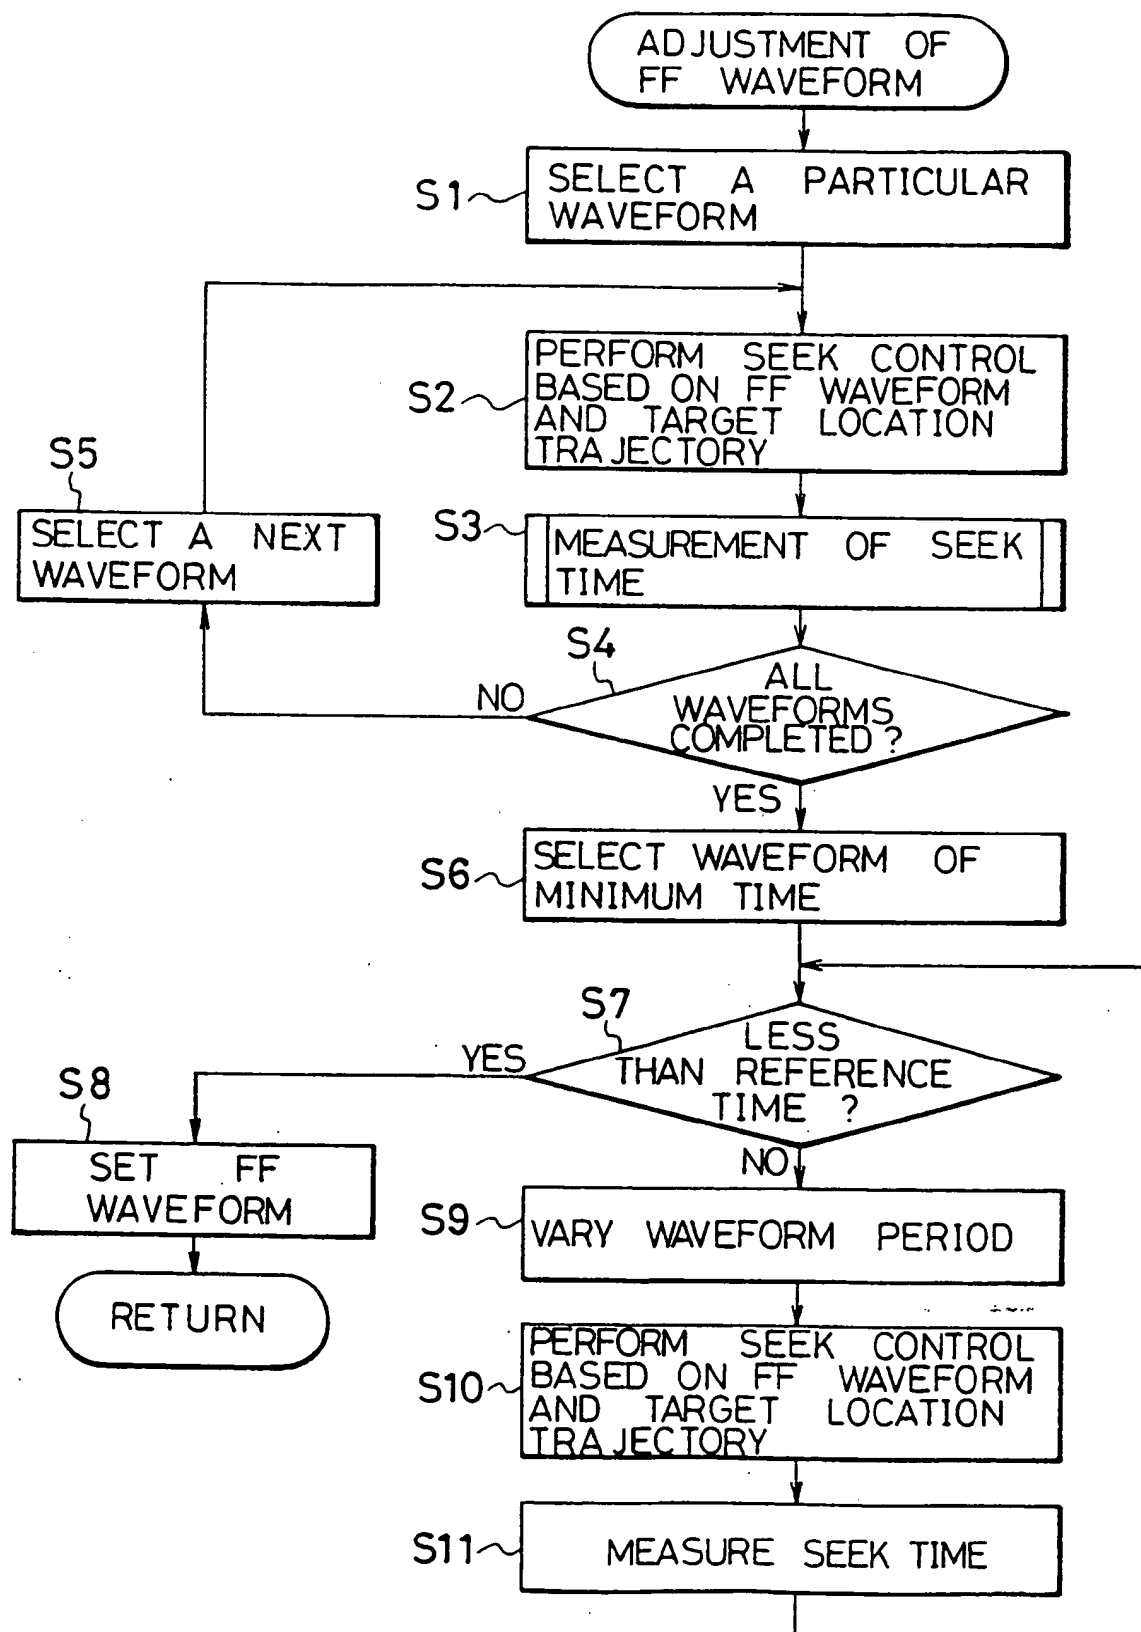 ADJUSTMENT OF
FF WAVEFORM
S1
SELECT A PARTICULAR
WAVEFORM
S2
PERFORM SEEK CONTROL
BASED ON FF WAVEFORM
AND TARGET LOCATION
TRAJECTORY
S5
SELECT A NEXT
WAVEFORM
S3
MEASUREMENT OF SEEK
TIME
S4
NO
ALL
WAVEFORMS
COMPLETED?
YES
S6
SELECT WAVEFORM OF
MINIMUM TIME
S7
YES
LESS
THAN REFERENCE
TIME ?
S8
SET FF
WAVEFORM
RETURN
NO
S9
VARY WAVEFORM PERIOD
S10
PERFORM SEEK CONTROL
BASED ON FF WAVEFORM
AND TARGET LOCATION
TRAJECTORY
S11
MEASURE SEEK TIME